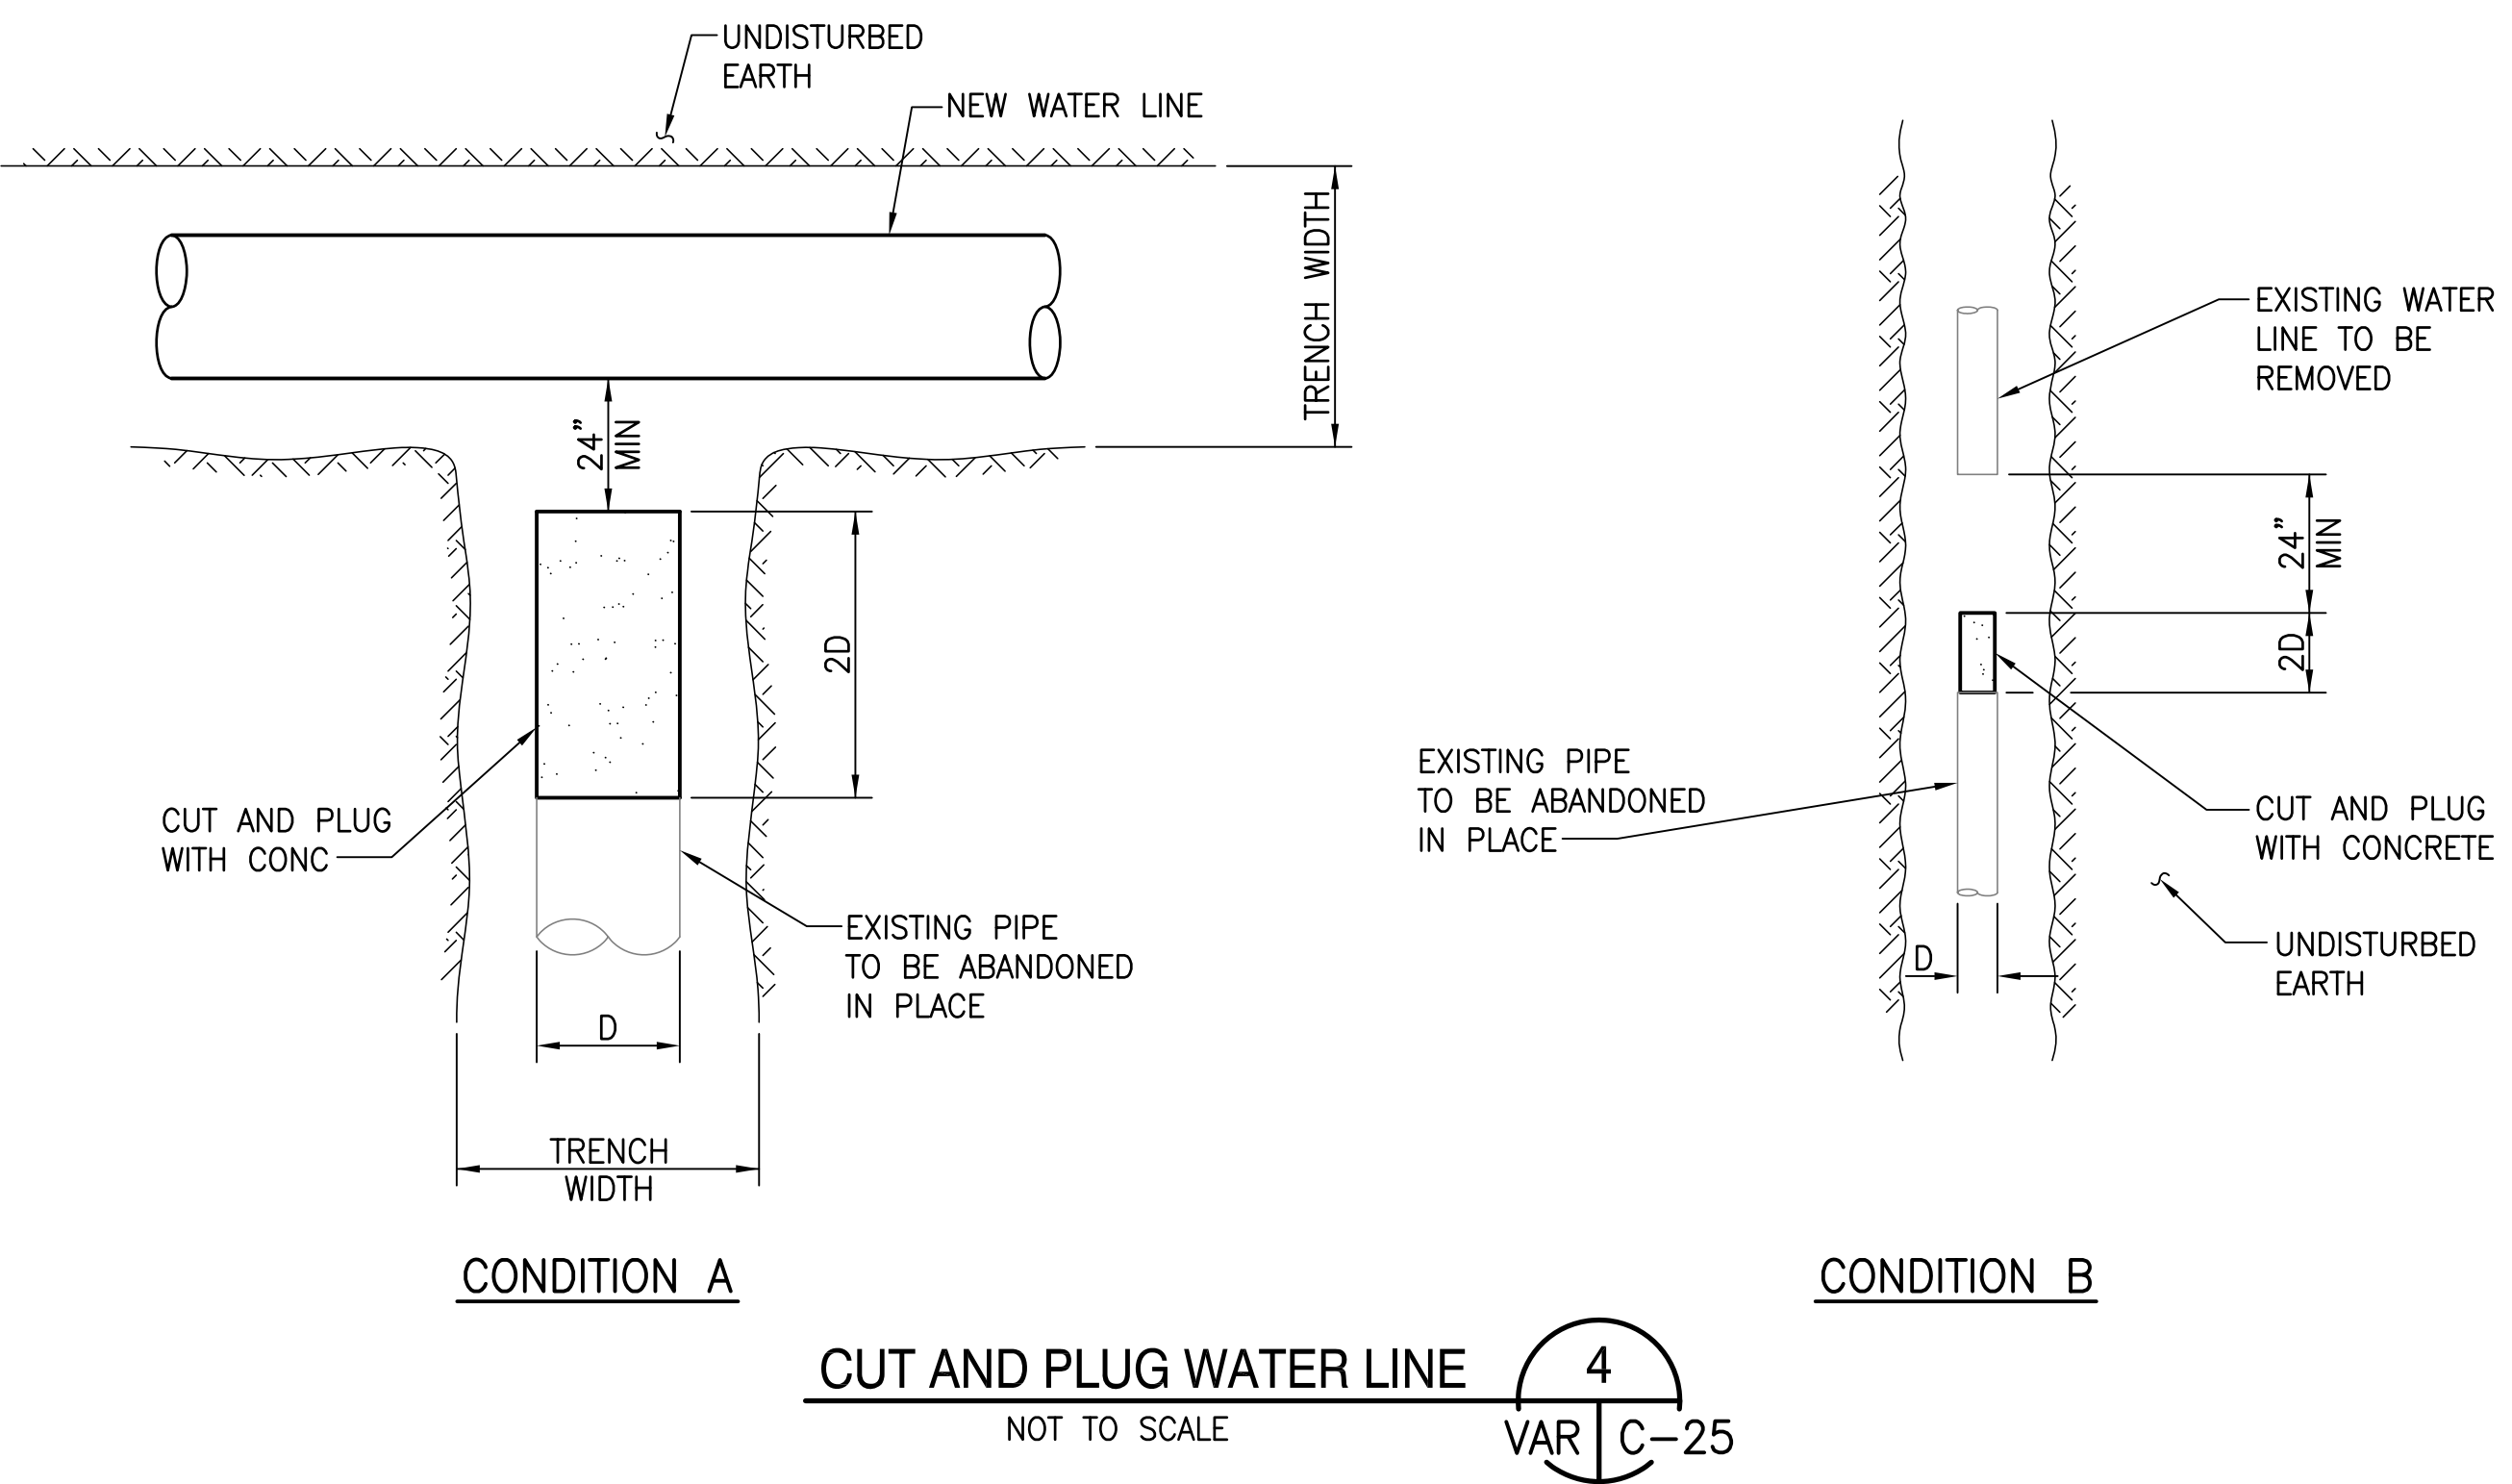 UNDISTURBED
EARTH
NEW WATER LINE
TRENCH WIDTH
24"
MIN
2D
CUT AND PLUG
WITH CONC
EXISTING PIPE
TO BE ABANDONED
IN PLACE
D
TRENCH
WIDTH
CONDITION A
EXISTING WATER
LINE TO BE
REMOVED
24"
MIN
2D
EXISTING PIPE
TO BE ABANDONED
IN PLACE
CUT AND PLUG
WITH CONCRETE
UNDISTURBED
EARTH
D
CONDITION B
CUT AND PLUG WATER LINE
NOT TO SCALE
4
VAR C-25